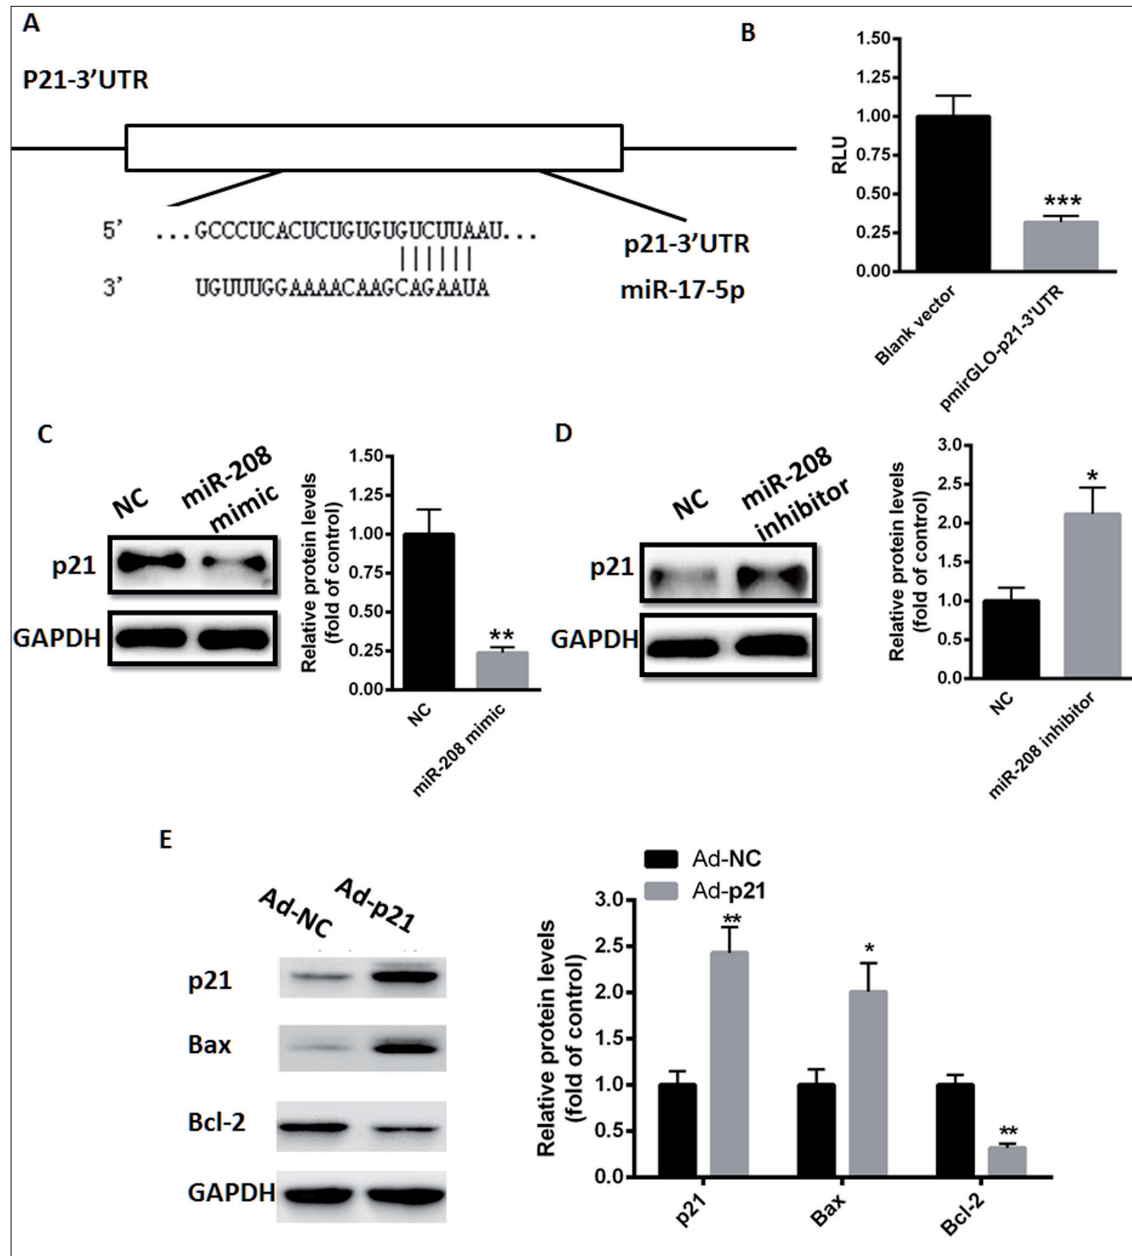 A
P21-3'UTR
5' ...GCCCUCACUCUGUGUGUCUUAAU...
p21-3'UTR
3' UGUUUGGAAAACAAGCAGAAUA
miR-17-5p
B
RLU
1.50
1.25
1.00
0.75
0.50
0.25
0.00
***
Blank vector
pmirGLO-p21-3'UTR
C
NC
miR-208
mimic
p21
GAPDH
Relative protein levels
(fold of control)
1.50
1.25
1.00
0.75
0.50
0.25
0.00
**
NC
miR-208 mimic
D
NC
miR-208
inhibitor
p21
GAPDH
Relative protein levels
(fold of control)
3.0
2.5
2.0
1.5
1.0
0.5
0.0
*
NC
miR-208 inhibitor
E
Ad-NC
Ad-p21
p21
Bax
Bcl-2
GAPDH
Ad-NC
Ad-p21
Relative protein levels
(fold of control)
3.0
2.5
2.0
1.5
1.0
0.5
0.0
**
*
**
p21
Bax
Bcl-2